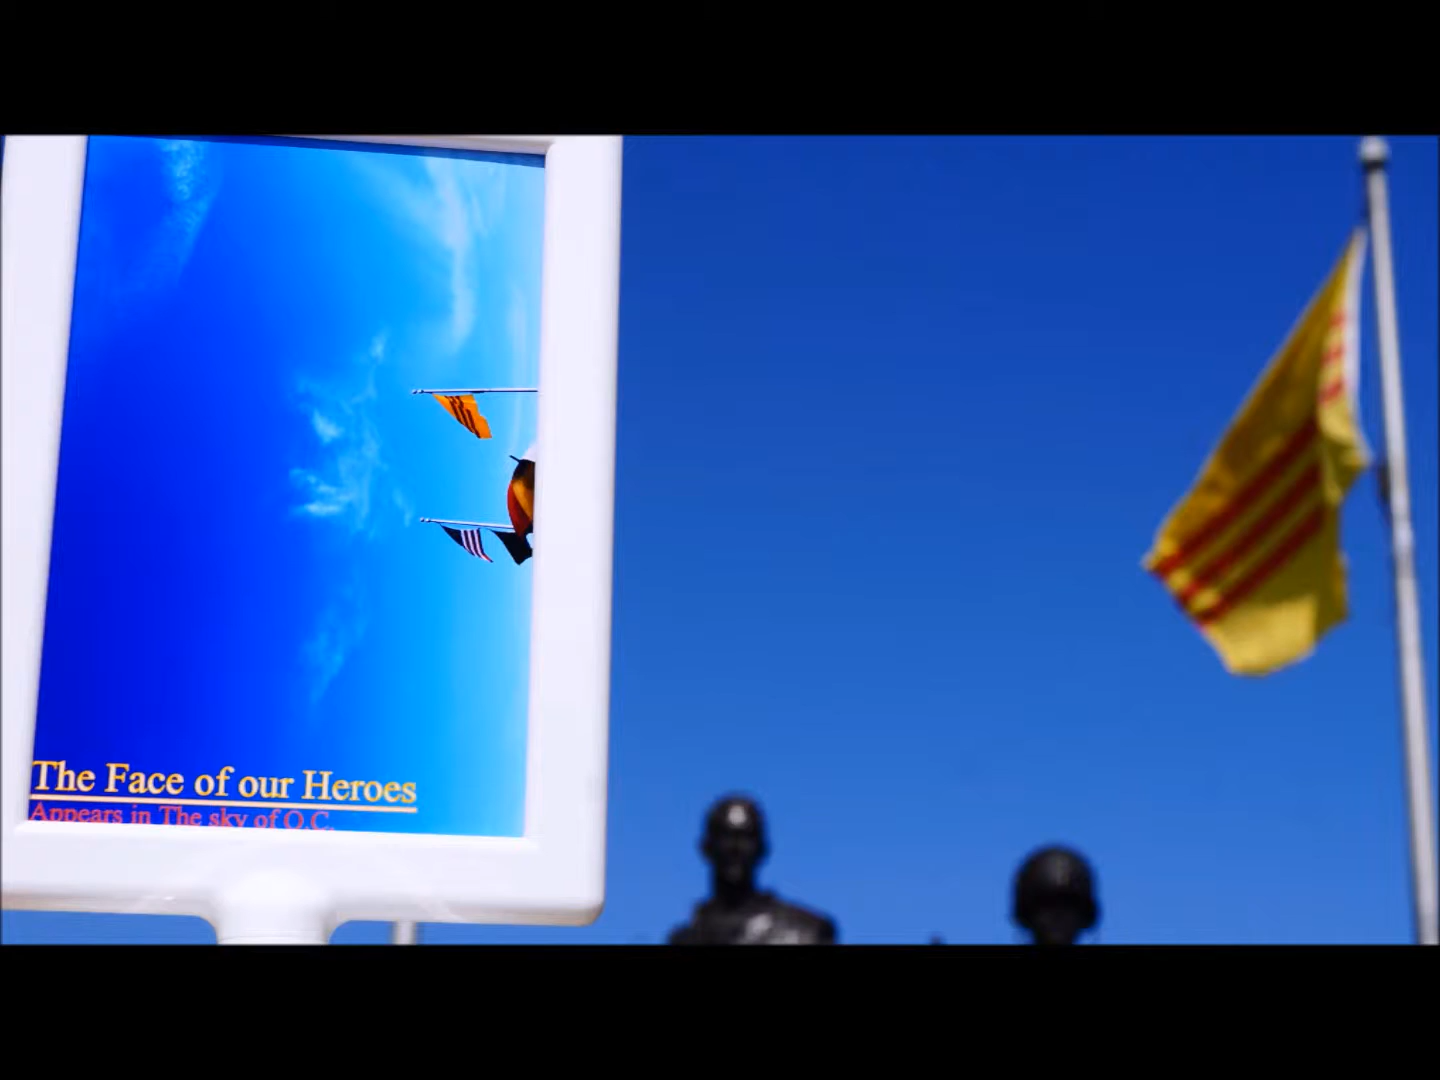 The Face of our Heroes
Appears in The sky of O.C.